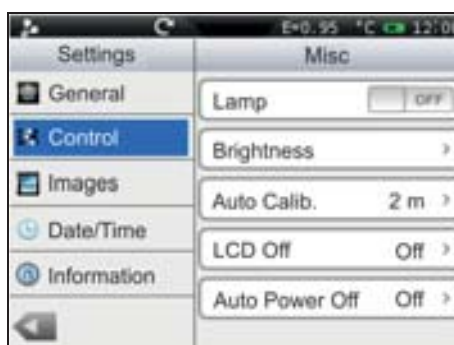 E=0.95 °C 12:00
Settings
Misc
General
Control
Images
Date/Time
Information
Lamp OFF
Brightness
Auto Calib. 2 m
LCD Off Off
Auto Power Off Off